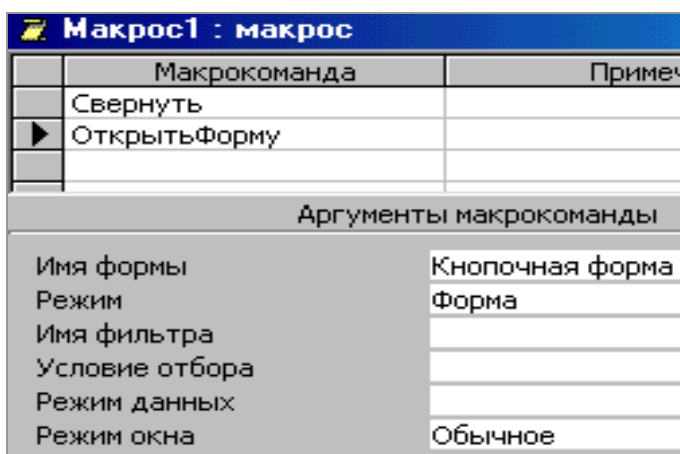 Макрос1 : макрос
Макрокоманда
Свернуть
ОткрытьФорму
Аргументы макрокоманды
Имя формы Кнопочная форма
Режим Форма
Имя фильтра
Условие отбора
Режим данных
Режим окна Обычное